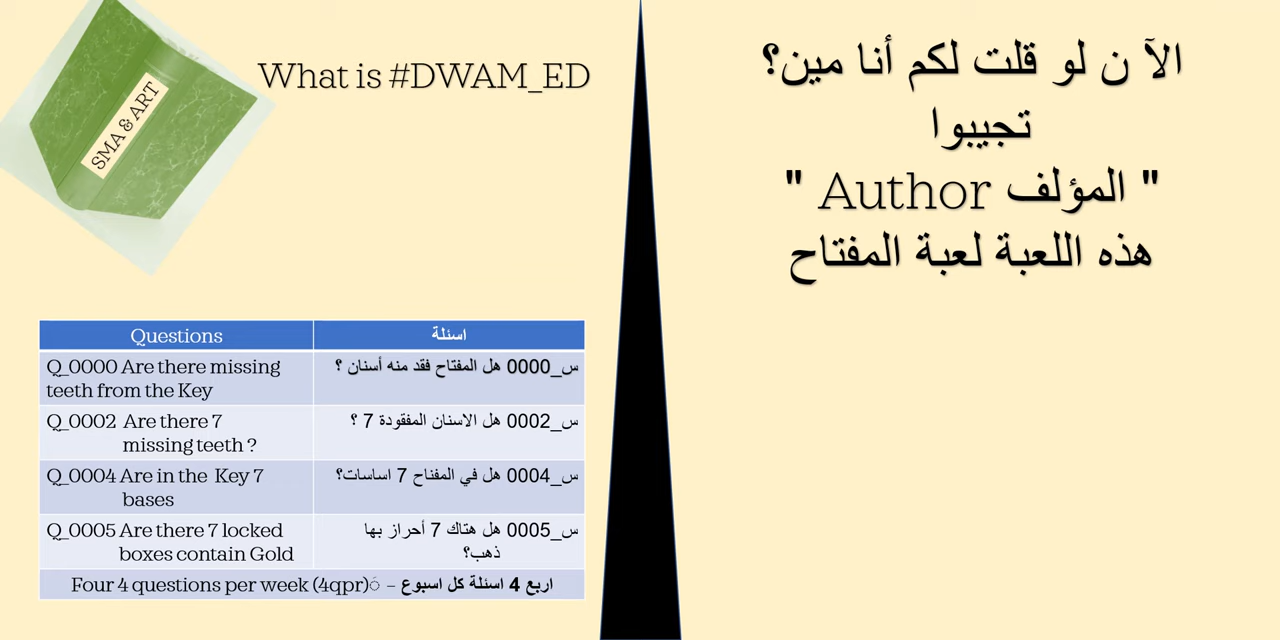 SMA & ART
What is #DWAM_ED
Questions
اسئلة
Q_0000 Are there missing
teeth from the Key
س_0000 هل المفتاح فقد منه أسنان ؟
Q_0002 Are there 7
missing teeth ?
س_0002 هل الاسنان المفقودة 7 ؟
Q_0004 Are in the Key 7
bases
س_0004 هل في المفتاح 7 اساسات؟
Q_0005 Are there 7 locked
boxes contain Gold
س_0005 هل هتاك 7 أحراز بها
ذهب؟
Four 4 questions per week (4qpr)َ – اربع 4 اسئلة كل اسبوع
الآ ن لو قلت لكم أنا مين؟
تجيبوا
" المؤلف Author "
هذه اللعبة لعبة المفتاح